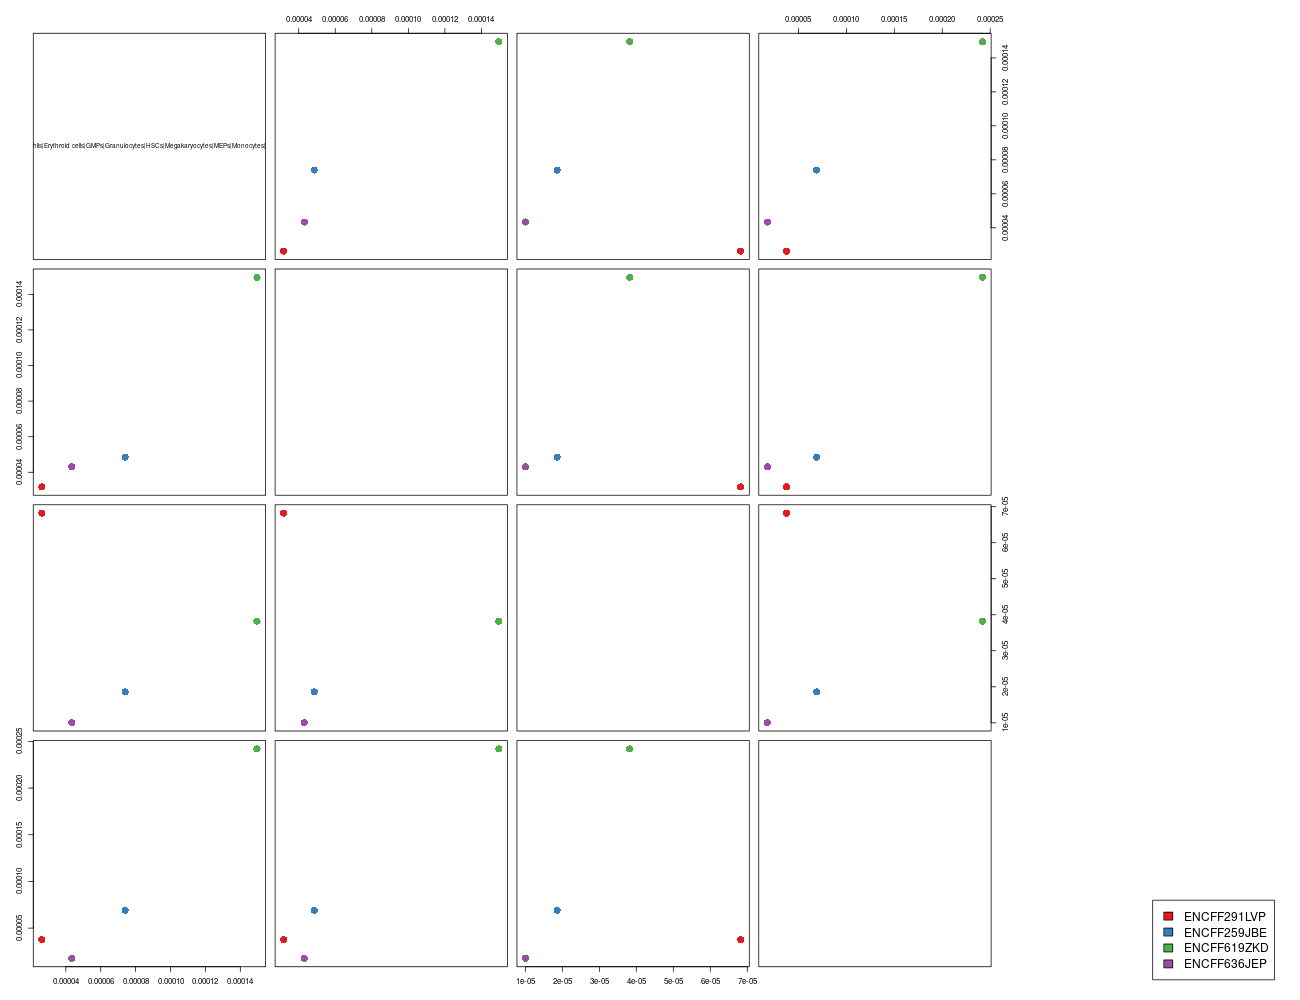 0.00004 0.00006 0.00008 0.00010 0.00012 0.00014
0.00005 0.00010 0.00015 0.00020 0.00025
hils|Erythroid cells|GMPs|Granulocytes|HSCs|Megakaryocytes|MEPs|Monocytes|
0.00004 0.00006 0.00008 0.00010 0.00012 0.00014
0.00004 0.00006 0.00008 0.00010 0.00012 0.00014
1e-05 2e-05 3e-05 4e-05 5e-05 6e-05 7e-05
0.00005 0.00010 0.00015 0.00020 0.00025
0.00004 0.00006 0.00008 0.00010 0.00012 0.00014
1e-05 2e-05 3e-05 4e-05 5e-05 6e-05 7e-05
ENCFF291LVP
ENCFF259JBE
ENCFF619ZKD
ENCFF636JEP